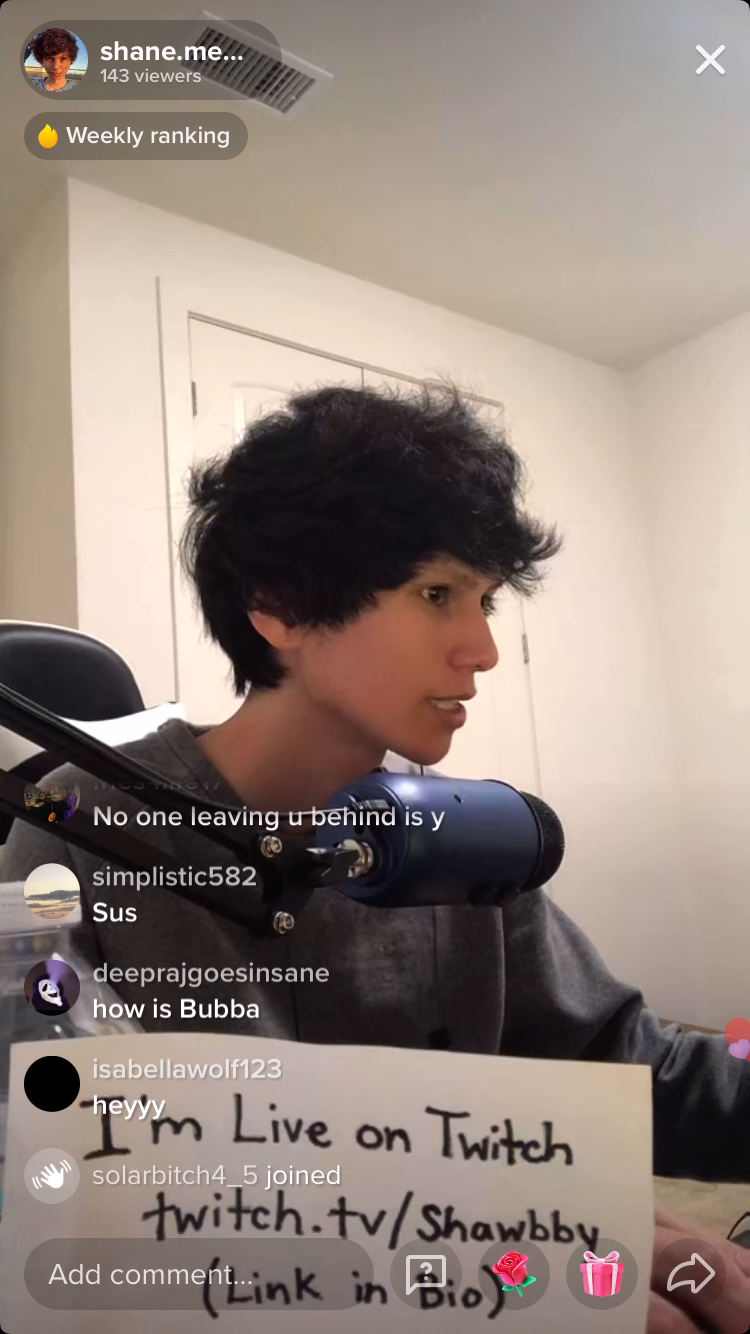 shane.me...
143 viewers
Weekly ranking
No one leaving u behind is y
simplistic582
Sus
deeprajgoesinsane
how is Bubba
isabellawolf123
heyyy
I'm Live on Twitch
solarbitch4_5 joined
twitch.tv/Shawbby
Add comment...
(Link in Bio)